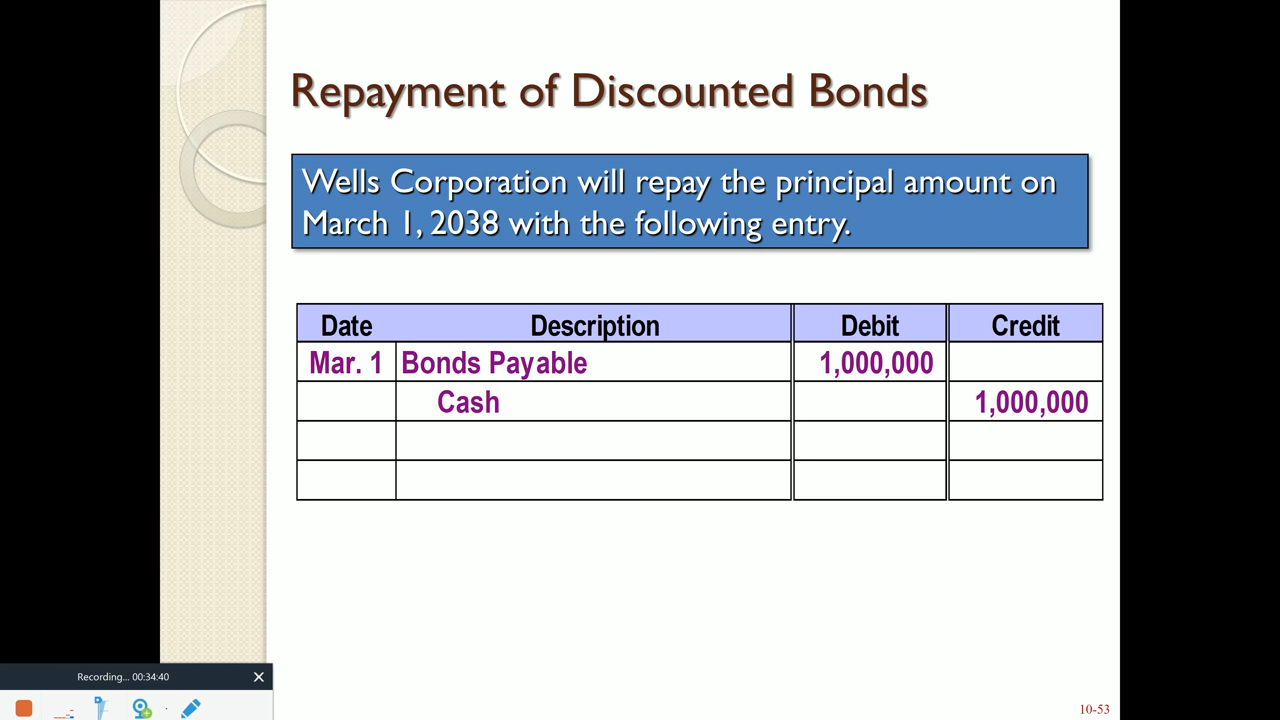 Repayment of Discounted Bonds
Wells Corporation will repay the principal amount on
March 1, 2038 with the following entry.
Date Description Debit Credit
Mar. 1 Bonds Payable 1,000,000
Cash 1,000,000
Recording... 00:34:40
10-53